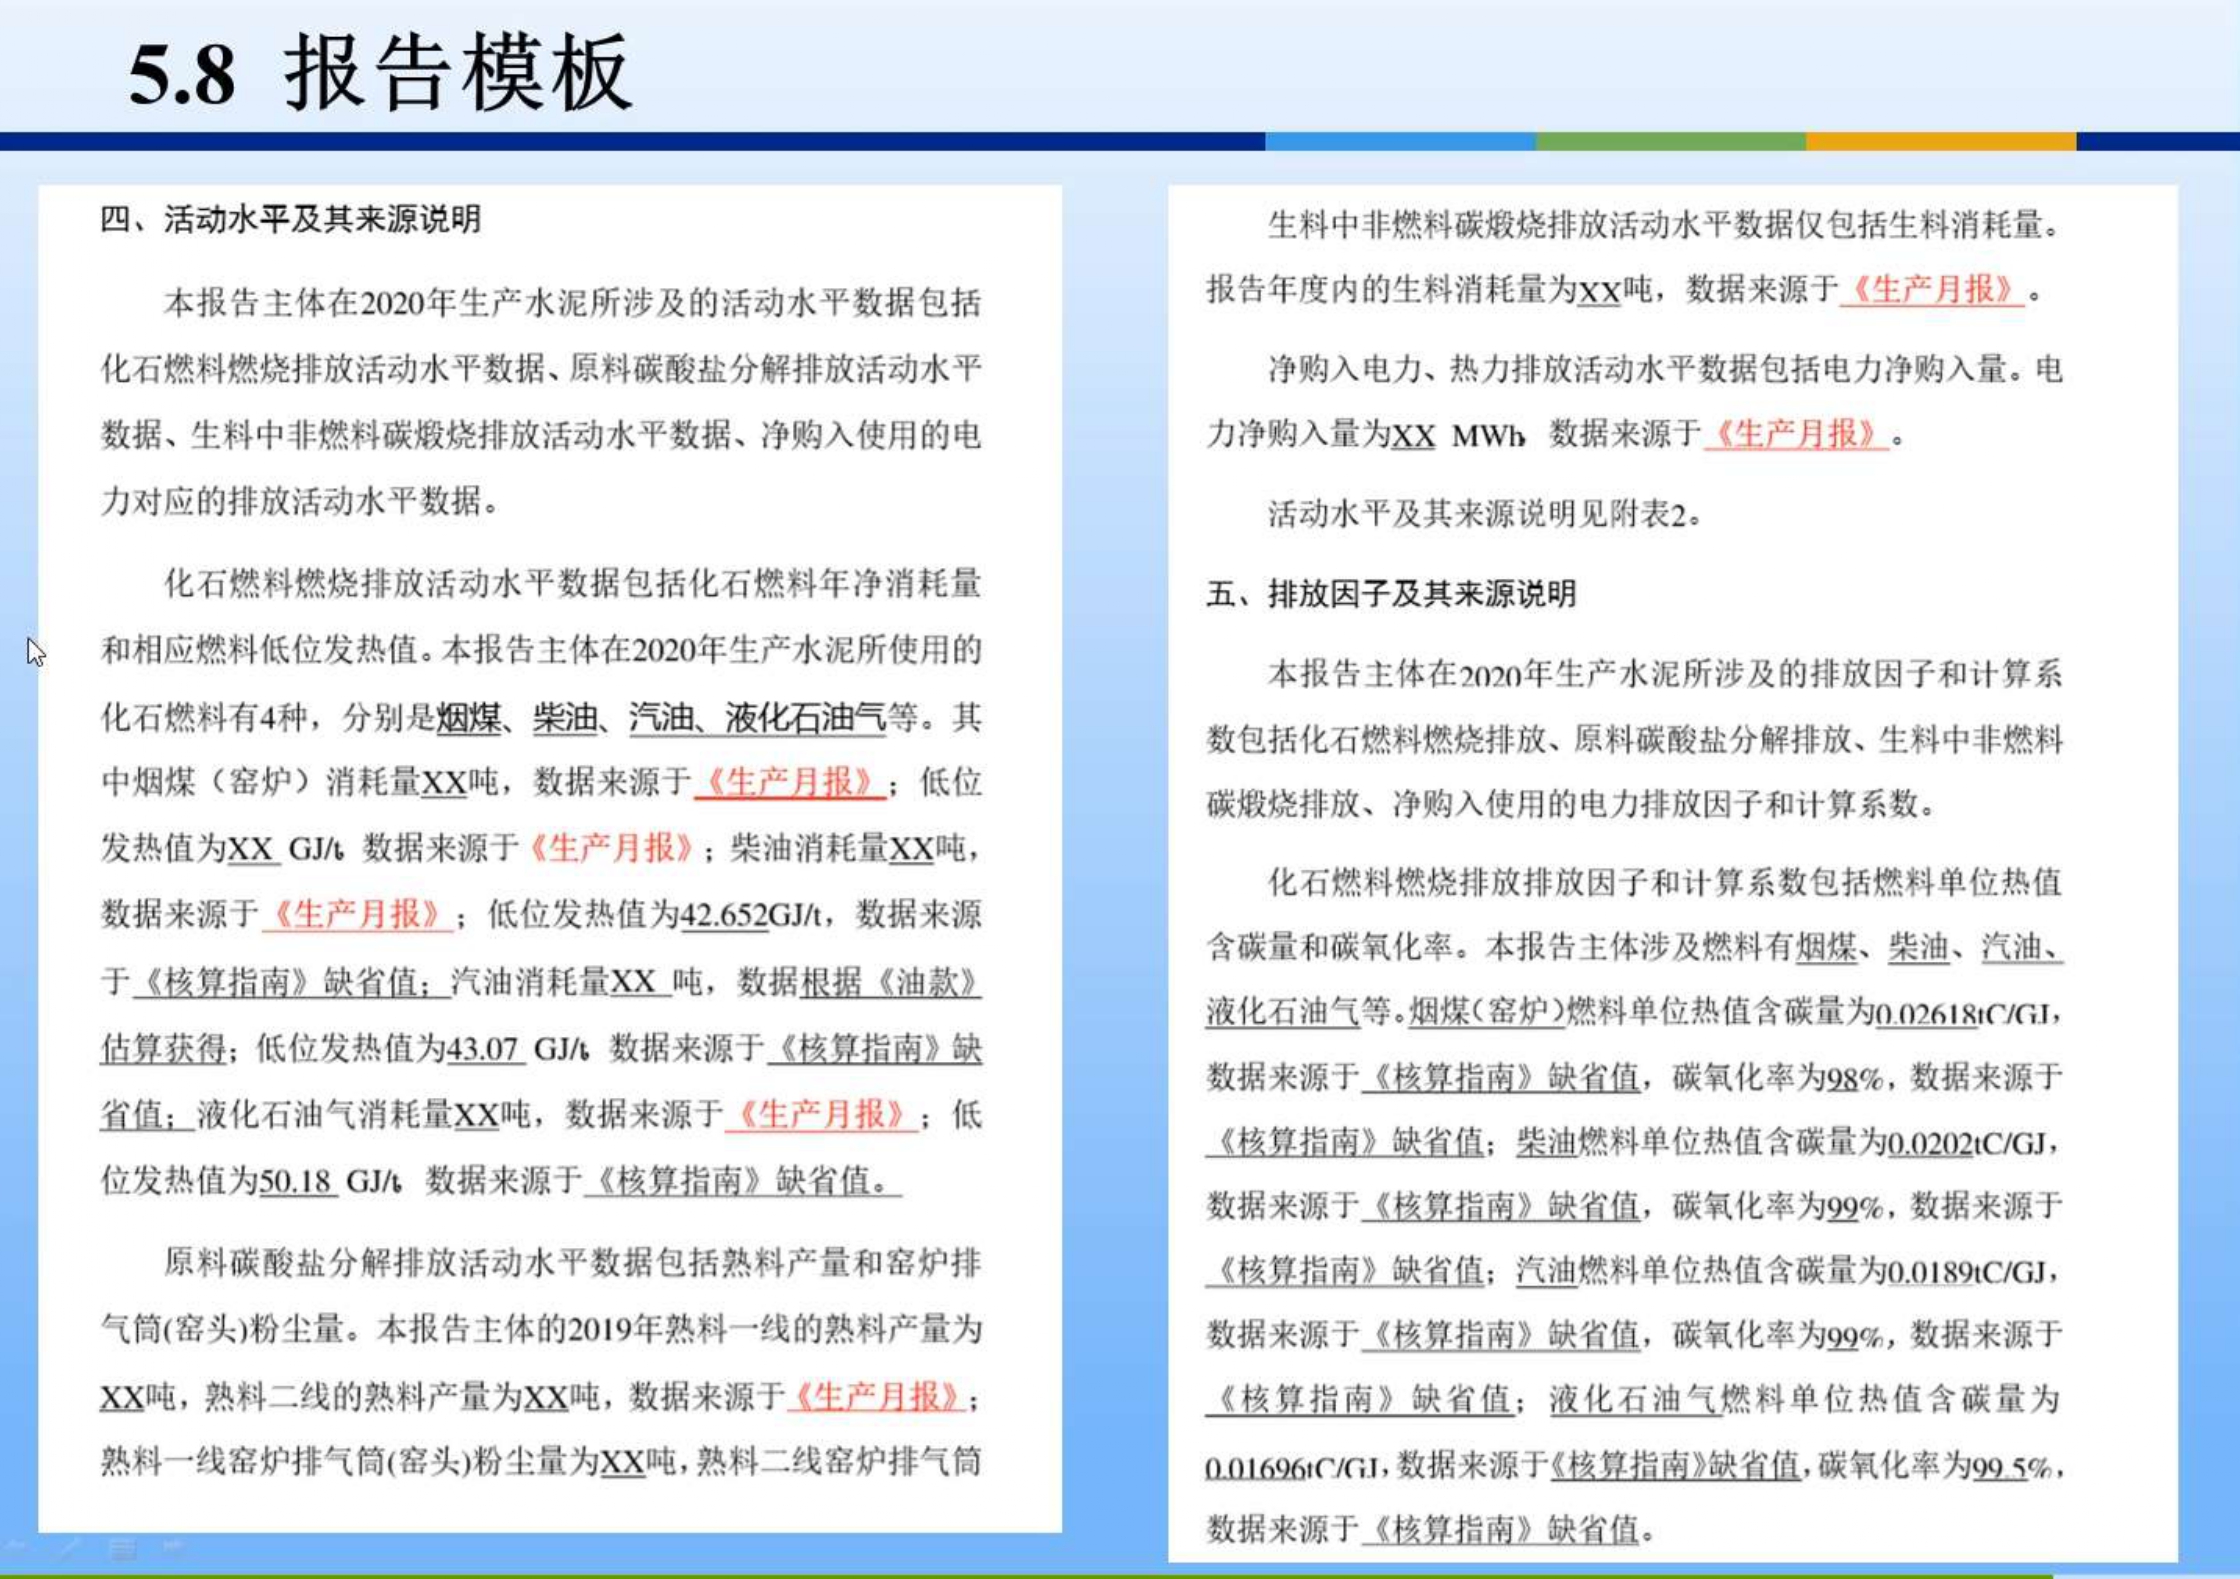 5.8 报告模板
四、活动水平及其来源说明
本报告主体在2020年生产水泥所涉及的活动水平数据包括
化石燃料燃烧排放活动水平数据、原料碳酸盐分解排放活动水平
数据、生料中非燃料碳煅烧排放活动水平数据、净购入使用的电
力对应的排放活动水平数据。
化石燃料燃烧排放活动水平数据包括化石燃料年净消耗量
和相应燃料低位发热值。本报告主体在2020年生产水泥所使用的
化石燃料有4种，分别是烟煤、柴油、汽油、液化石油气等。其
中烟煤（窑炉）消耗量XX吨，数据来源于《生产月报》；低位
发热值为XX GJ/t，数据来源于《生产月报》；柴油消耗量XX吨，
数据来源于《生产月报》；低位发热值为42.652GJ/t，数据来源
于《核算指南》缺省值；汽油消耗量XX 吨，数据根据《油款》
估算获得；低位发热值为43.07 GJ/t，数据来源于《核算指南》缺
省值；液化石油气消耗量XX吨，数据来源于《生产月报》；低
位发热值为50.18 GJ/t，数据来源于《核算指南》缺省值。
原料碳酸盐分解排放活动水平数据包括熟料产量和窑炉排
气筒(窑头)粉尘量。本报告主体的2019年熟料一线的熟料产量为
XX吨，熟料二线的熟料产量为XX吨，数据来源于《生产月报》；
熟料一线窑炉排气筒(窑头)粉尘量为XX吨，熟料二线窑炉排气筒
生料中非燃料碳煅烧排放活动水平数据仅包括生料消耗量。
报告年度内的生料消耗量为XX吨，数据来源于《生产月报》。
净购入电力、热力排放活动水平数据包括电力净购入量。电
力净购入量为XX MWh，数据来源于《生产月报》。
活动水平及其来源说明见附表2。
五、排放因子及其来源说明
本报告主体在2020年生产水泥所涉及的排放因子和计算系
数包括化石燃料燃烧排放、原料碳酸盐分解排放、生料中非燃料
碳煅烧排放、净购入使用的电力排放因子和计算系数。
化石燃料燃烧排放排放因子和计算系数包括燃料单位热值
含碳量和碳氧化率。本报告主体涉及燃料有烟煤、柴油、汽油、
液化石油气等。烟煤（窑炉）燃料单位热值含碳量为0.02618tC/GJ，
数据来源于《核算指南》缺省值，碳氧化率为98%，数据来源于
《核算指南》缺省值；柴油燃料单位热值含碳量为0.0202tC/GJ，
数据来源于《核算指南》缺省值，碳氧化率为99%，数据来源于
《核算指南》缺省值；汽油燃料单位热值含碳量为0.0189tC/GJ，
数据来源于《核算指南》缺省值，碳氧化率为99%，数据来源于
《核算指南》缺省值；液化石油气燃料单位热值含碳量为
0.01696tC/GJ，数据来源于《核算指南》缺省值，碳氧化率为99.5%，
数据来源于《核算指南》缺省值。